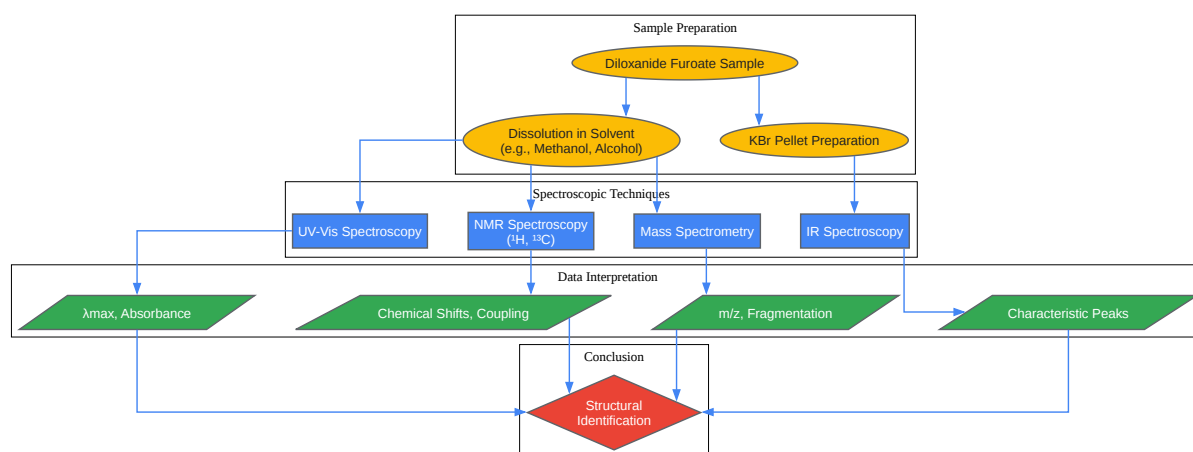 Sample Preparation
Diloxanide Furoate Sample
Dissolution in Solvent
(e.g., Methanol, Alcohol)
KBr Pellet Preparation
Spectroscopic Techniques
UV-Vis Spectroscopy
NMR Spectroscopy
(¹H, ¹³C)
Mass Spectrometry
IR Spectroscopy
Data Interpretation
λmax, Absorbance
Chemical Shifts, Coupling
m/z, Fragmentation
Characteristic Peaks
Conclusion
Structural
Identification